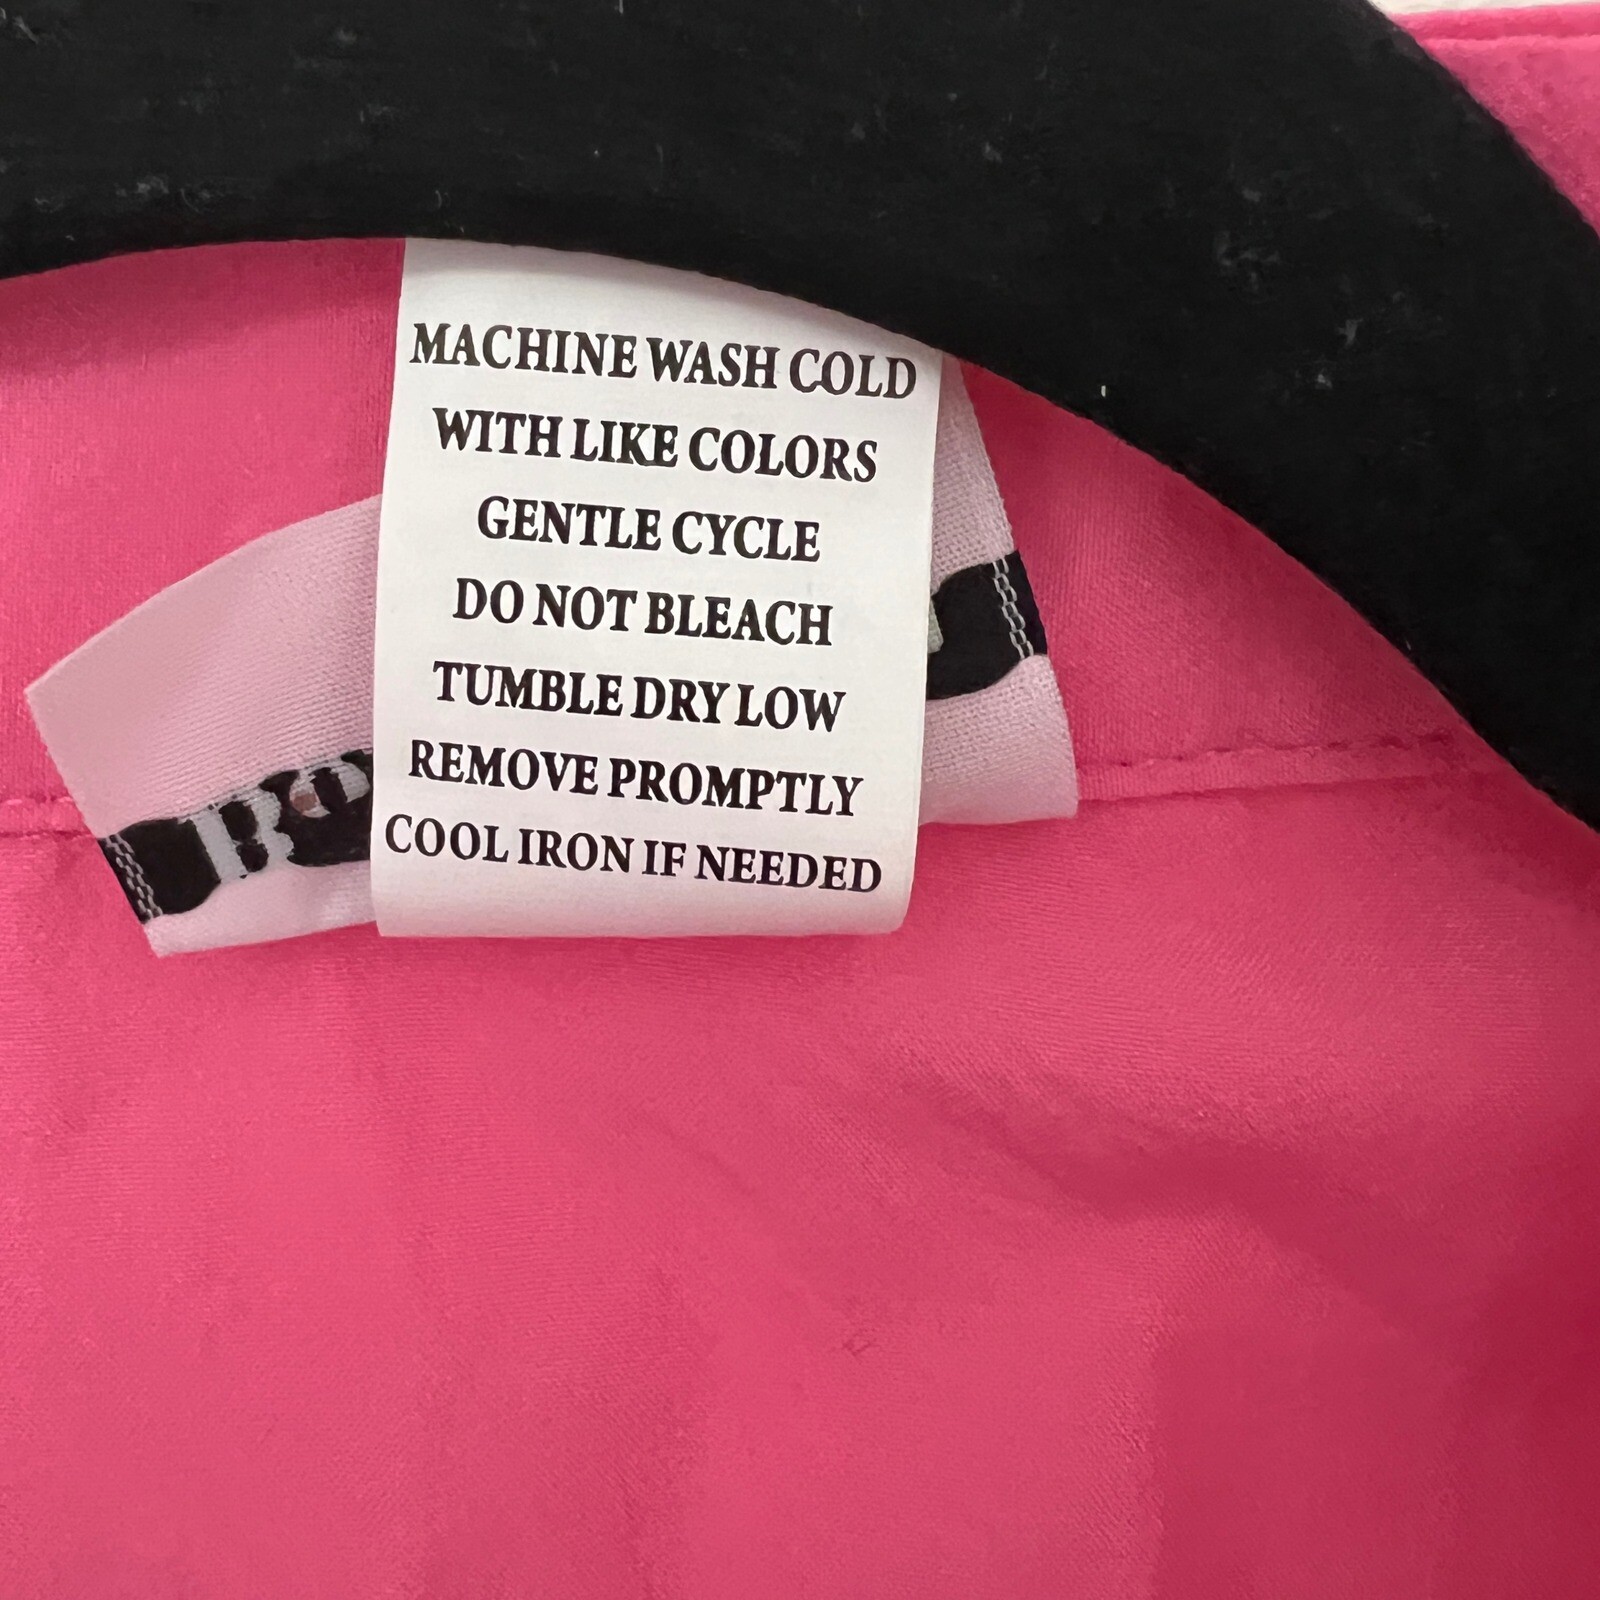 MACHINE WASH COLD
WITH LIKE COLORS
GENTLE CYCLE
DO NOT BLEACH
TUMBLE DRY LOW
REMOVE PROMPTLY
COOL IRON IF NEEDED